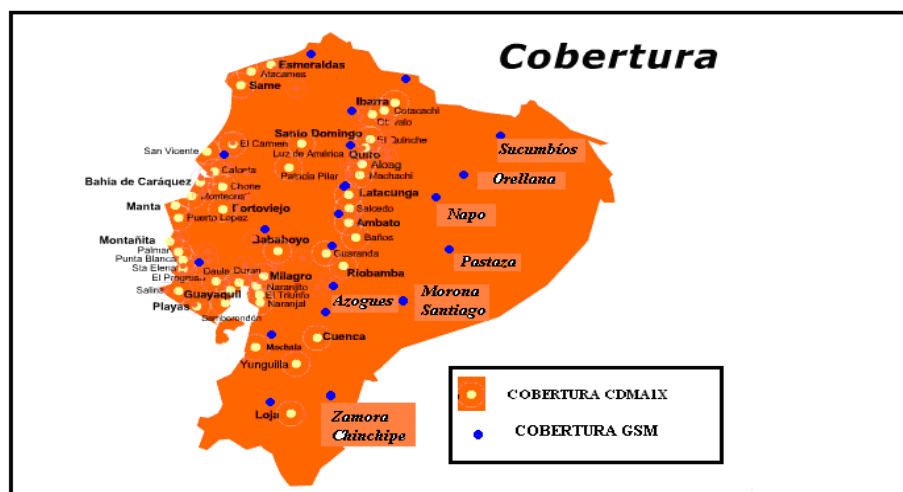 Cobertura
Esmeraldas
Atacames
Same
Ibarra
Cotacachi
Otavalo
Santo Domingo
El Quinche
San Vicente
El Carmen
Luz de América
Quito
Sucumbíos
Aloag
Calceta
Patricia Pilar
Machachi
Orellana
Bahía de Caráquez
Chone
Latacunga
Montecristi
Napo
Manta
Portoviejo
Salcedo
Puerto López
Ambato
Baños
Montañita
Babahoyo
Palmar
Guaranda
Pastaza
Punta Blanca
Sta Elena
Riobamba
El Progreso
Daule
Duran
Milagro
Naranjito
Salinas
Guayaquil
El Triunfo
Azogues
Morona
Santiago
Playas
Naranjal
Samborondón
Cuenca
Machala
Yunguilla
COBERTURA CDMA1X
Loja
Zamora
Chinchipe
COBERTURA GSM